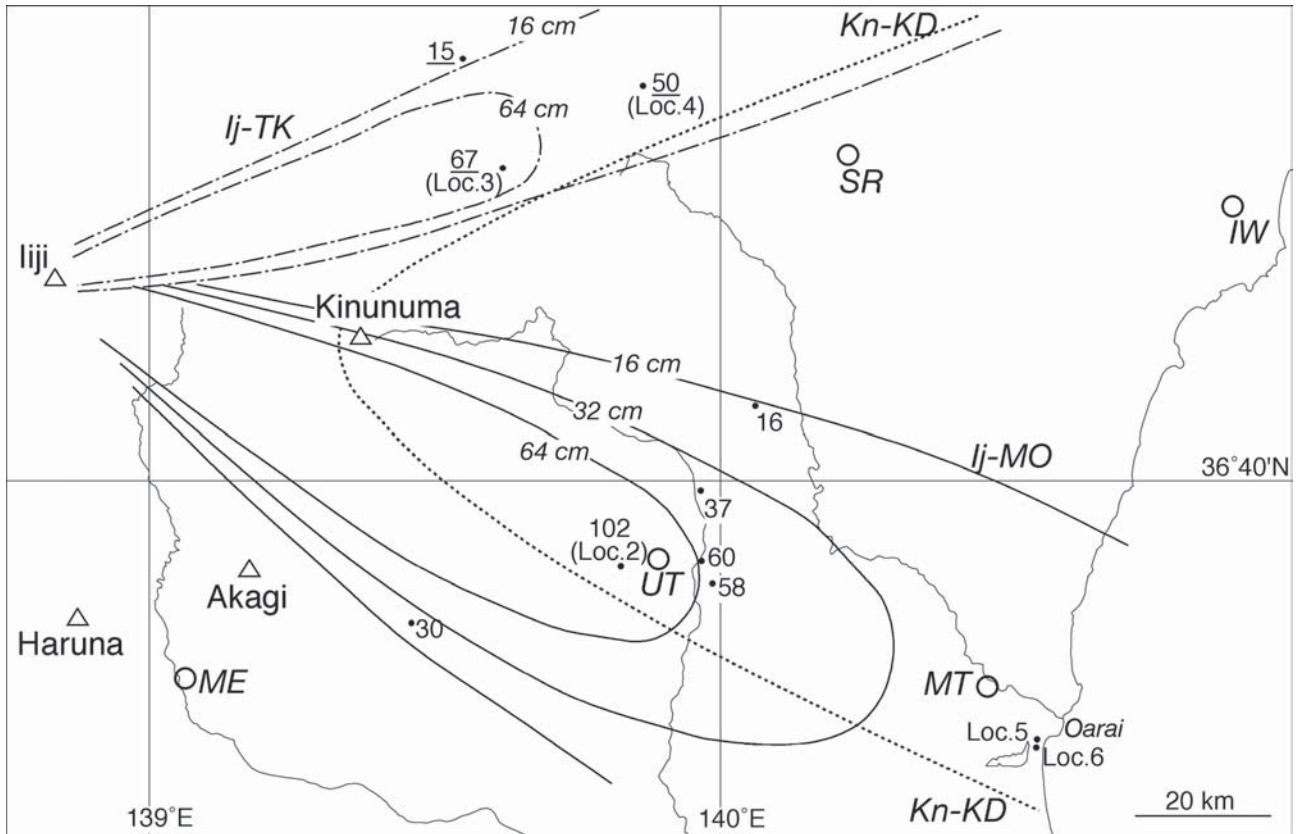 16 cm
Kn-KD
15
50
(Loc.4)
64 cm
Ij-TK
67
(Loc.3)
SR
IW
Iiji
Kinunuma
16 cm
32 cm
16
64 cm
Ij-MO
36˚40'N
37
102
(Loc.2)
60
UT
58
Akagi
Haruna
30
ME
MT
Loc.5
Oarai
Loc.6
139˚E
140˚E
Kn-KD
20 km